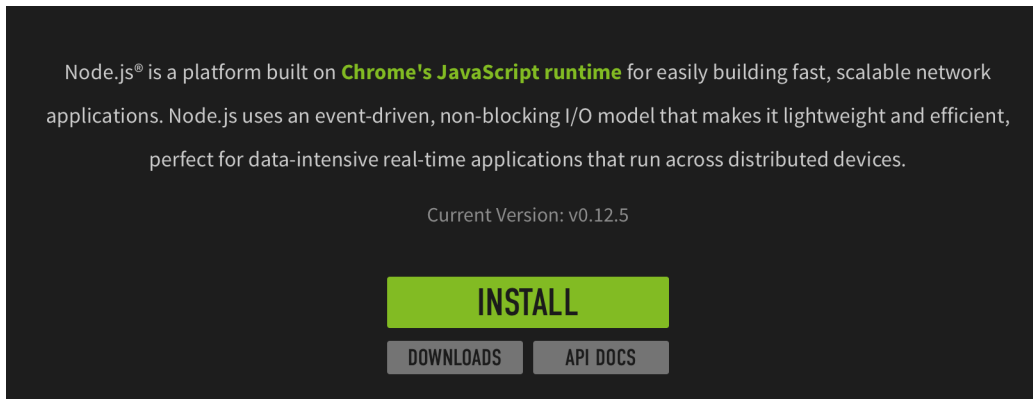 Node.js® is a platform built on Chrome's JavaScript runtime for easily building fast, scalable network
applications. Node.js uses an event-driven, non-blocking I/O model that makes it lightweight and efficient,
perfect for data-intensive real-time applications that run across distributed devices.
Current Version: v0.12.5
INSTALL
DOWNLOADS
API DOCS